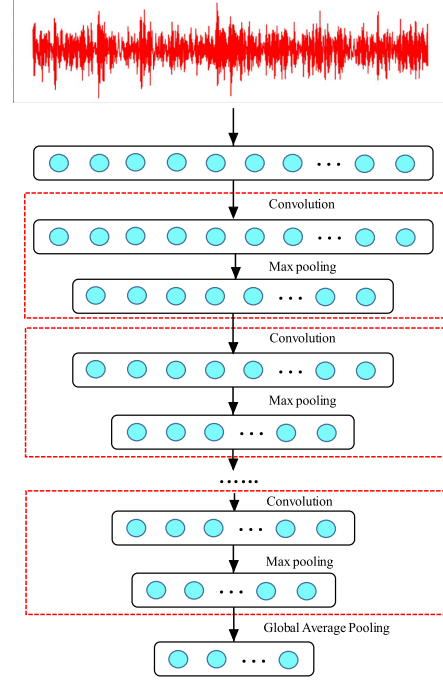 Convolution
Max pooling
Convolution
Max pooling
......
Convolution
Max pooling
Global Average Pooling